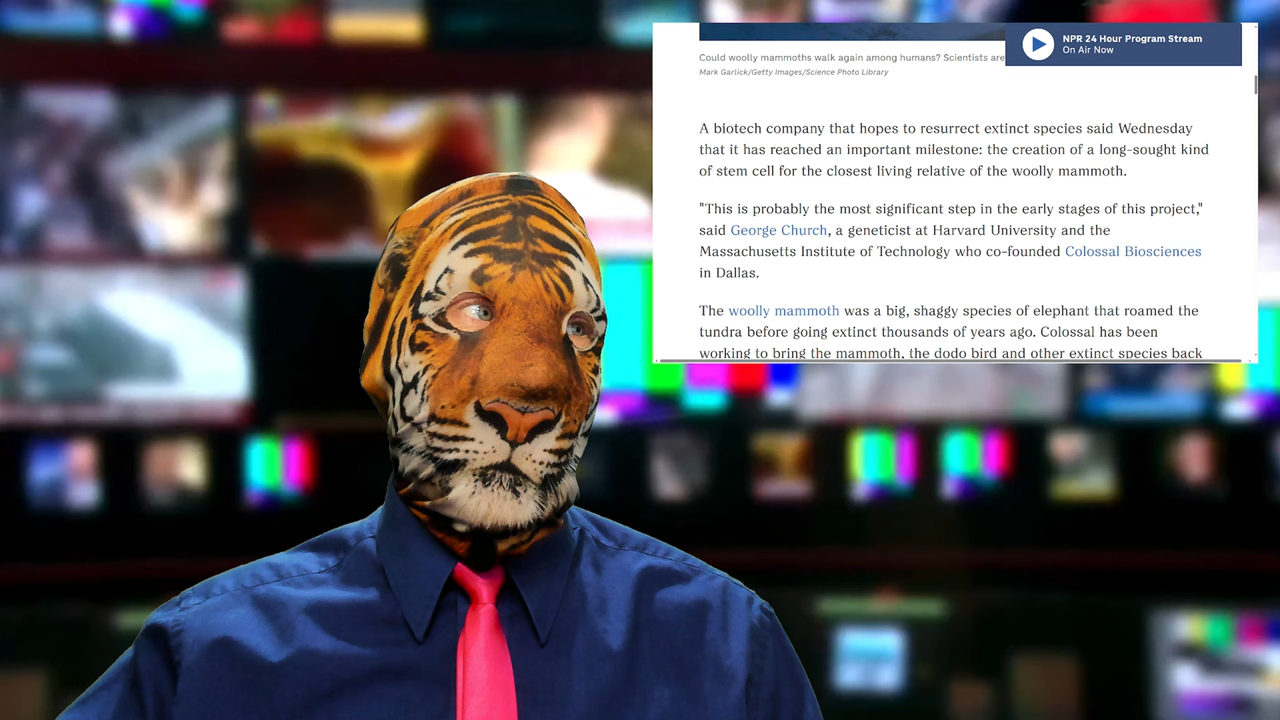 NPR 24 Hour Program Stream
On Air Now
Could woolly mammoths walk again among humans? Scientists are
Mark Garlick/Getty Images/Science Photo Library
A biotech company that hopes to resurrect extinct species said Wednesday
that it has reached an important milestone: the creation of a long-sought kind
of stem cell for the closest living relative of the woolly mammoth.
"This is probably the most significant step in the early stages of this project,"
said George Church, a geneticist at Harvard University and the
Massachusetts Institute of Technology who co-founded Colossal Biosciences
in Dallas.
The woolly mammoth was a big, shaggy species of elephant that roamed the
tundra before going extinct thousands of years ago. Colossal has been
working to bring the mammoth, the dodo bird and other extinct species back